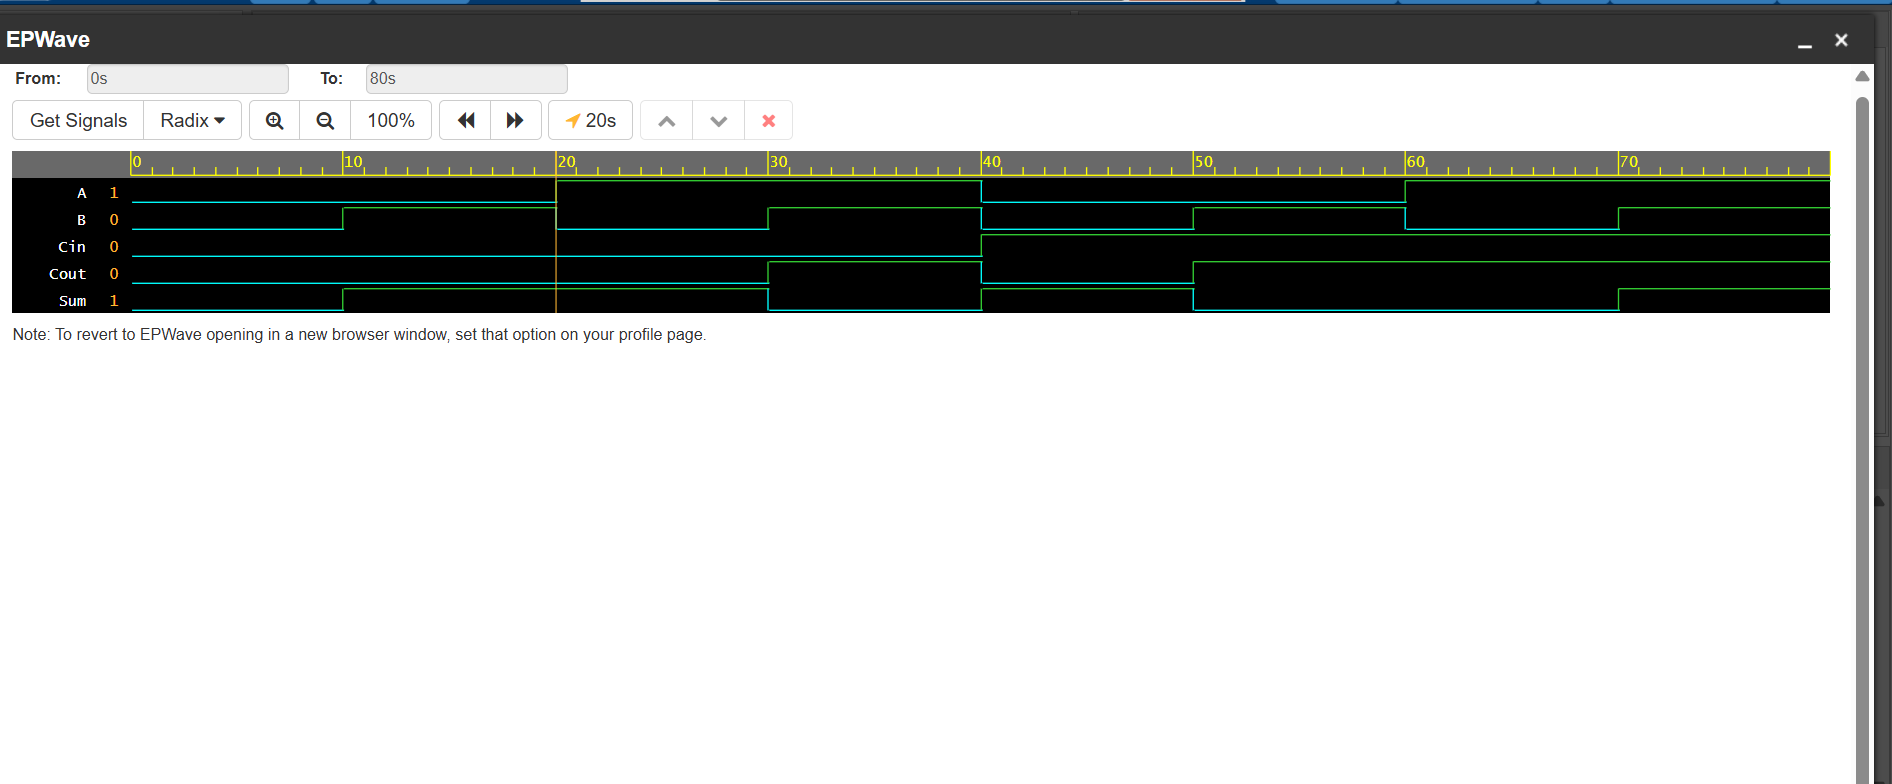 EPWave
From: 0s To: 80s
Get Signals Radix 100% 20s
0 10 20 30 40 50 60 70
A 1
B 0
Cin 0
Cout 0
Sum 1
Note: To revert to EPWave opening in a new browser window, set that option on your profile page.